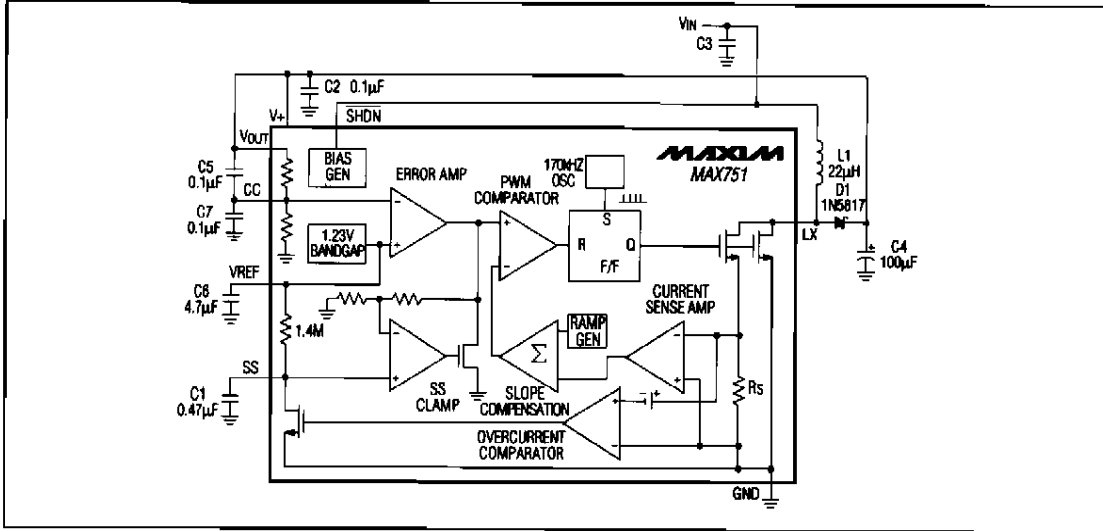 VIN
C3
C2 0.1µF
V+
SHDN
VOUT
BIAS
GEN
ERROR AMP
170kHZ
OSC
MAXIM
MAX751
L1
22µH
D1
1N5817
C5
0.1µF
CC
PWM
COMPARATOR
C7
0.1µF
1.23V
BANDGAP
S
R
Q
F/F
LX
C4
100µF
VREF
C6
4.7µF
1.4M
CURRENT
SENSE AMP
RAMP
GEN
Σ
SS
C1
0.47µF
SS
CLAMP
SLOPE
COMPENSATION
RS
OVERCURRENT
COMPARATOR
GND